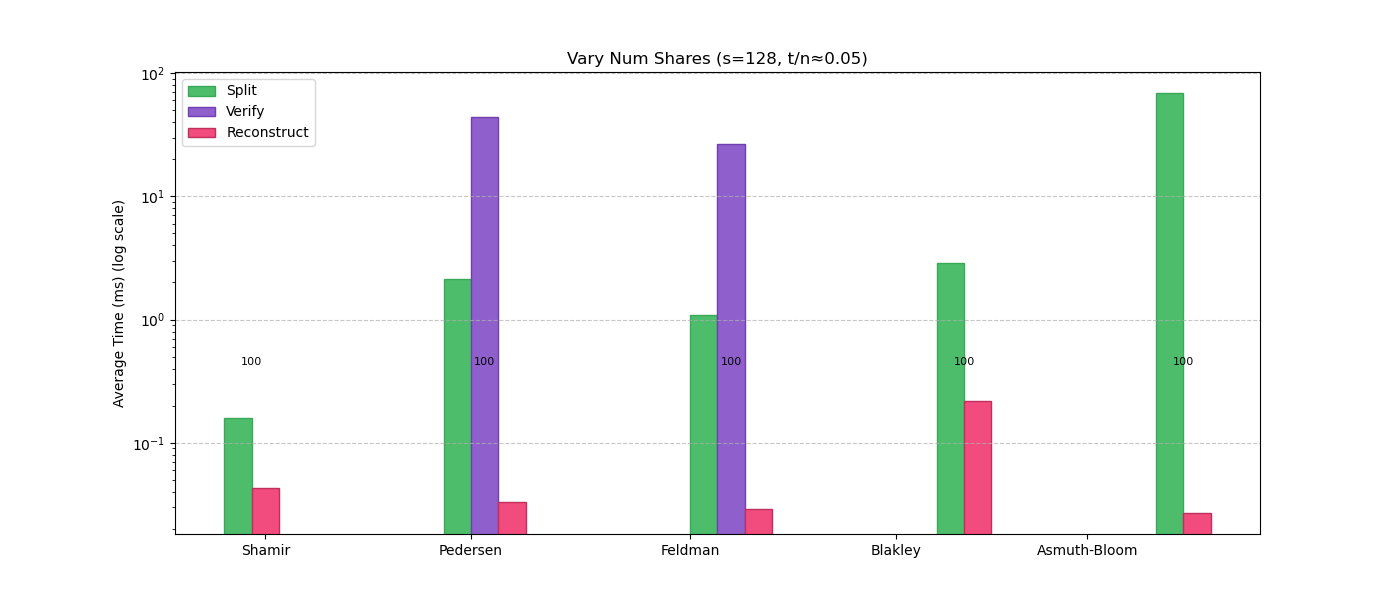 Vary Num Shares (s=128, t/n≈0.05)
Split
Verify
Reconstruct
Average Time (ms) (log scale)
10²
10¹
10⁰
10⁻¹
100
100
100
100
100
Shamir
Pedersen
Feldman
Blakley
Asmuth-Bloom